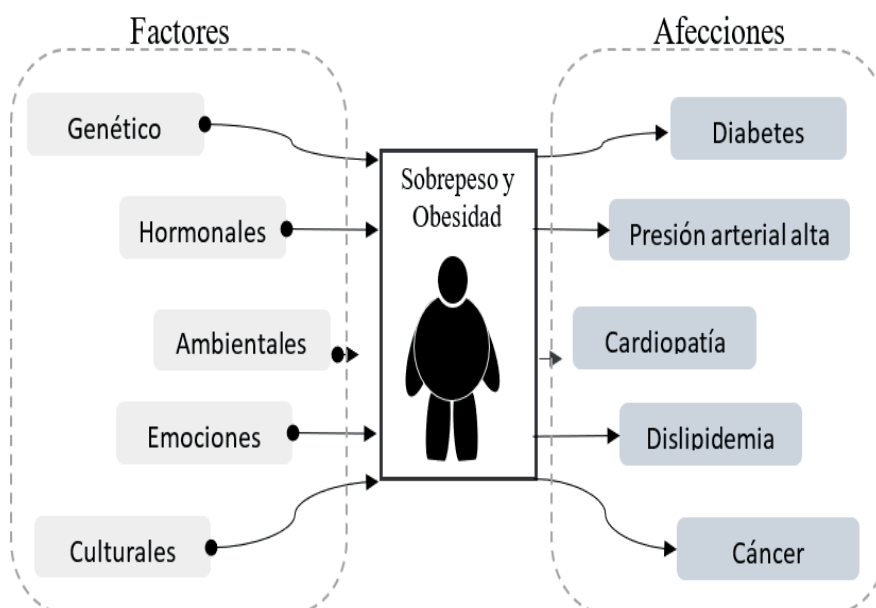 Factores
Afecciones
Genético
Hormonales
Ambientales
Emociones
Culturales
Sobrepeso y
Obesidad
Diabetes
Presión arterial alta
Cardiopatía
Dislipidemia
Cáncer